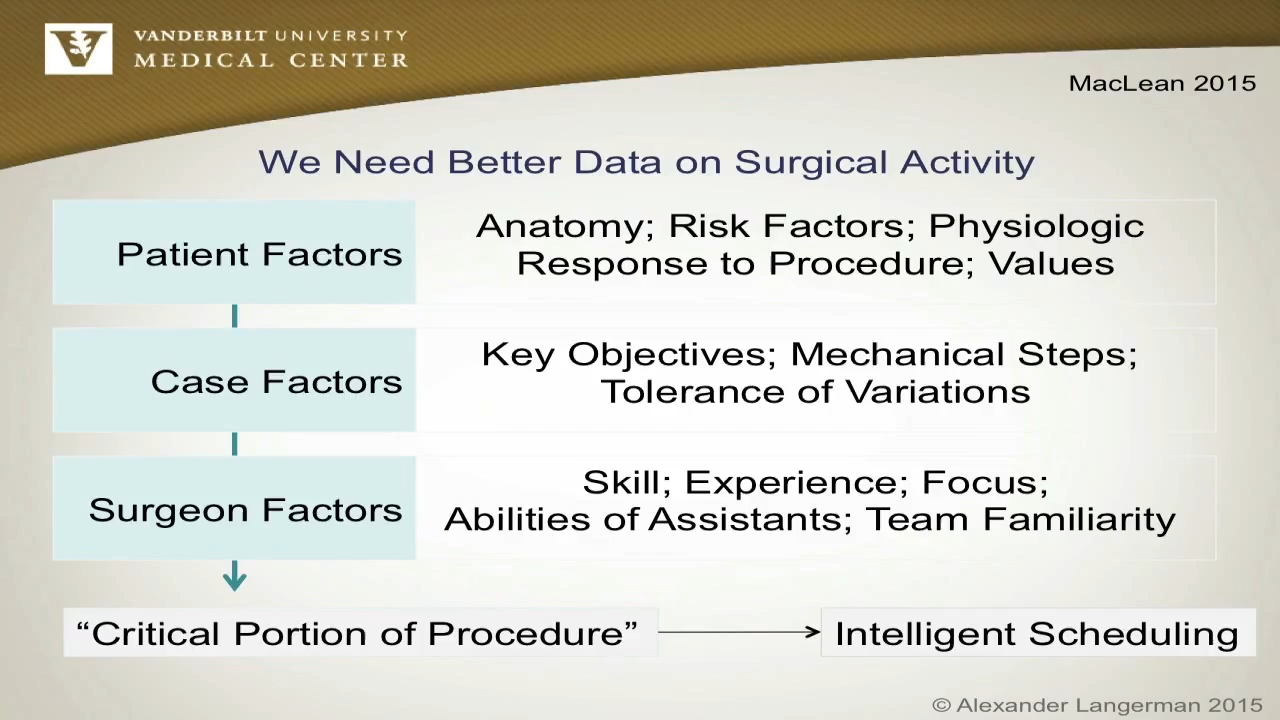 VANDERBILT UNIVERSITY
MEDICAL CENTER
MacLean 2015
We Need Better Data on Surgical Activity
Patient Factors
Anatomy; Risk Factors; Physiologic
Response to Procedure; Values
Case Factors
Key Objectives; Mechanical Steps;
Tolerance of Variations
Surgeon Factors
Skill; Experience; Focus;
Abilities of Assistants; Team Familiarity
“Critical Portion of Procedure”
Intelligent Scheduling
© Alexander Langerman 2015